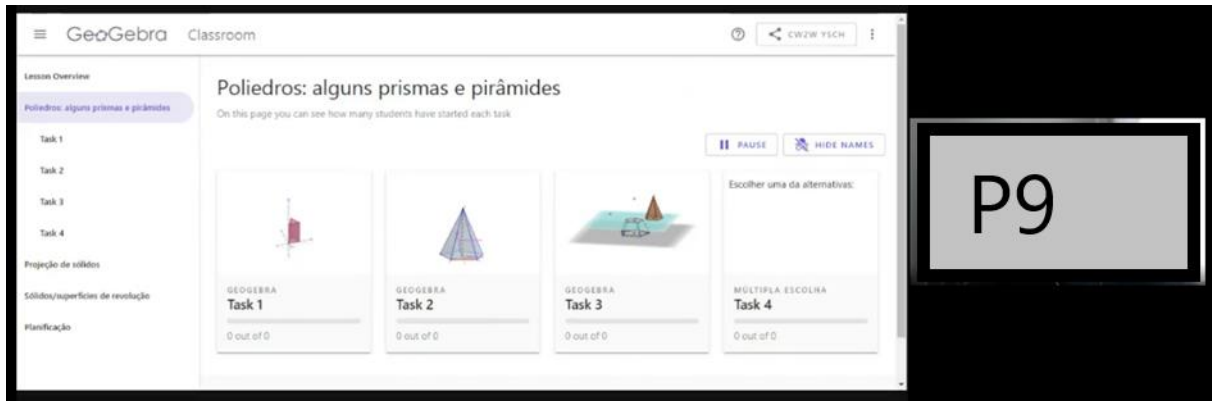 GeoGebra Classroom
CW2W YSCH
Lesson Overview
Poliedros: alguns prismas e pirâmides
Task 1
Task 2
Task 3
Task 4
Projeção de sólidos
Sólidos/superfícies de revolução
Planificação
Poliedros: alguns prismas e pirâmides
On this page you can see how many students have started each task
PAUSE
HIDE NAMES
GEOGEBRA
Task 1
0 out of 0
GEOGEBRA
Task 2
0 out of 0
GEOGEBRA
Task 3
0 out of 0
Escolher uma da alternativas:
MÚLTIPLA ESCOLHA
Task 4
0 out of 0
P9